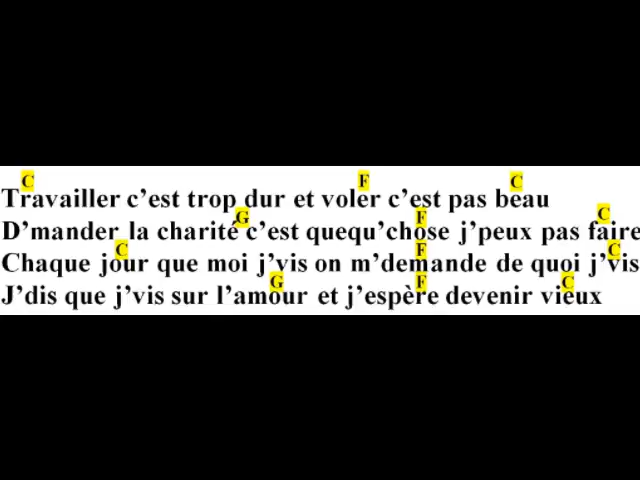 C F C
Travailler c’est trop dur et voler c’est pas beau
G F C
D’mander la charité c’est quequ’chose j’peux pas faire
C F C
Chaque jour que moi j’vis on m’demande de quoi j’vis
G F C
J’dis que j’vis sur l’amour et j’espère devenir vieux